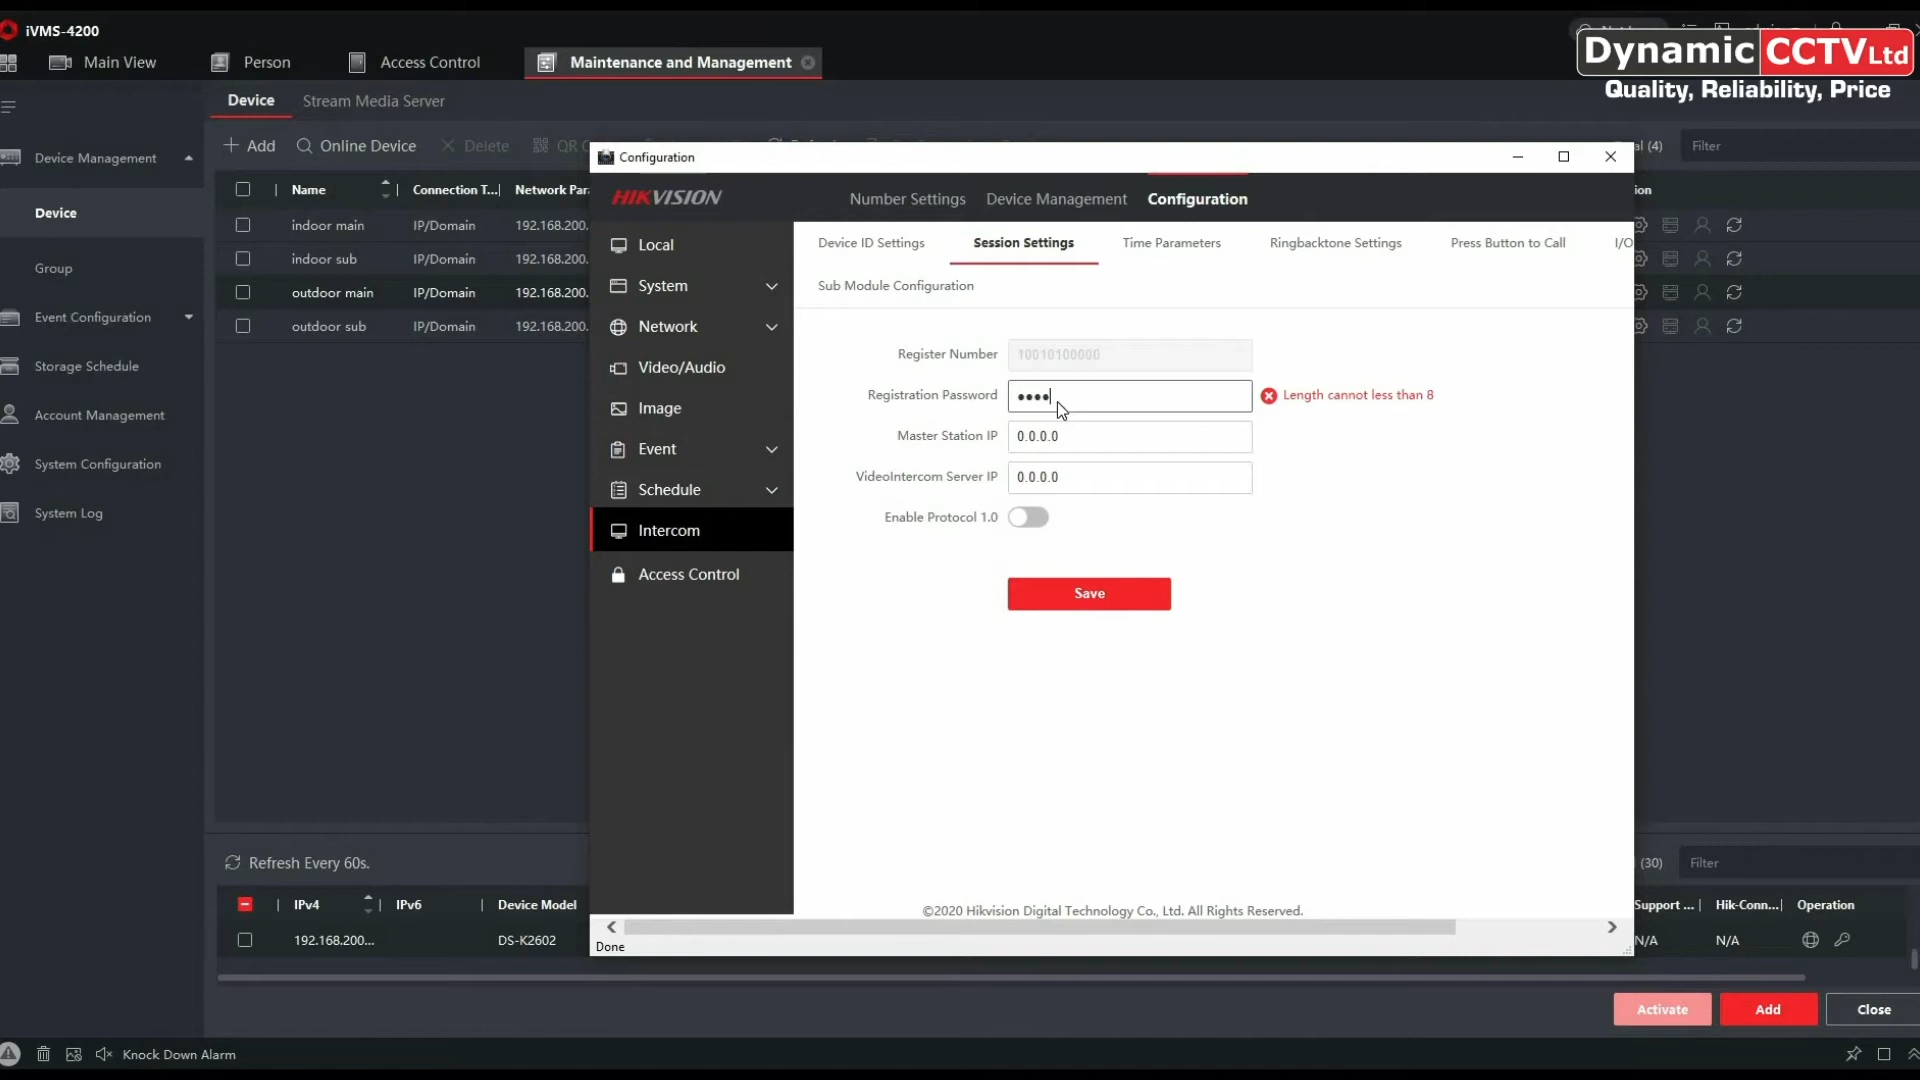 iVMS-4200
Dynamic CCTV Ltd
Quality, Reliability, Price
Main View
Person
Access Control
Maintenance and Management
Device
Stream Media Server
Add
Online Device
Delete
QR C
al (4)
Filter
Device Management
Device
Group
Event Configuration
Storage Schedule
Account Management
System Configuration
System Log
Name
Connection T...
Network Par
ion
indoor main IP/Domain 192.168.200.
indoor sub IP/Domain 192.168.200.
outdoor main IP/Domain 192.168.200.
outdoor sub IP/Domain 192.168.200.
Configuration
HIKVISION
Number Settings
Device Management
Configuration
Local
System
Network
Video/Audio
Image
Event
Schedule
Intercom
Access Control
Device ID Settings
Session Settings
Time Parameters
Ringbacktone Settings
Press Button to Call
I/O
Sub Module Configuration
Register Number 10010100000
Registration Password •••• Length cannot less than 8
Master Station IP 0.0.0.0
VideoIntercom Server IP 0.0.0.0
Enable Protocol 1.0
Save
©2020 Hikvision Digital Technology Co., Ltd. All Rights Reserved.
Done
Refresh Every 60s.
(30)
Filter
IPv4
IPv6
Device Model
Support ...
Hik-Conn...
Operation
192.168.200...
DS-K2602
N/A
N/A
Activate
Add
Close
Knock Down Alarm